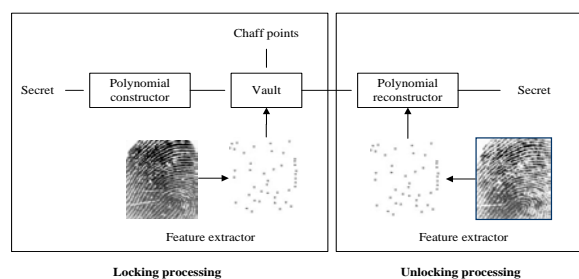 Chaff points
Secret
Polynomial
constructor
Vault
Polynomial
reconstructor
Secret
Feature extractor
Feature extractor
Locking processing
Unlocking processing